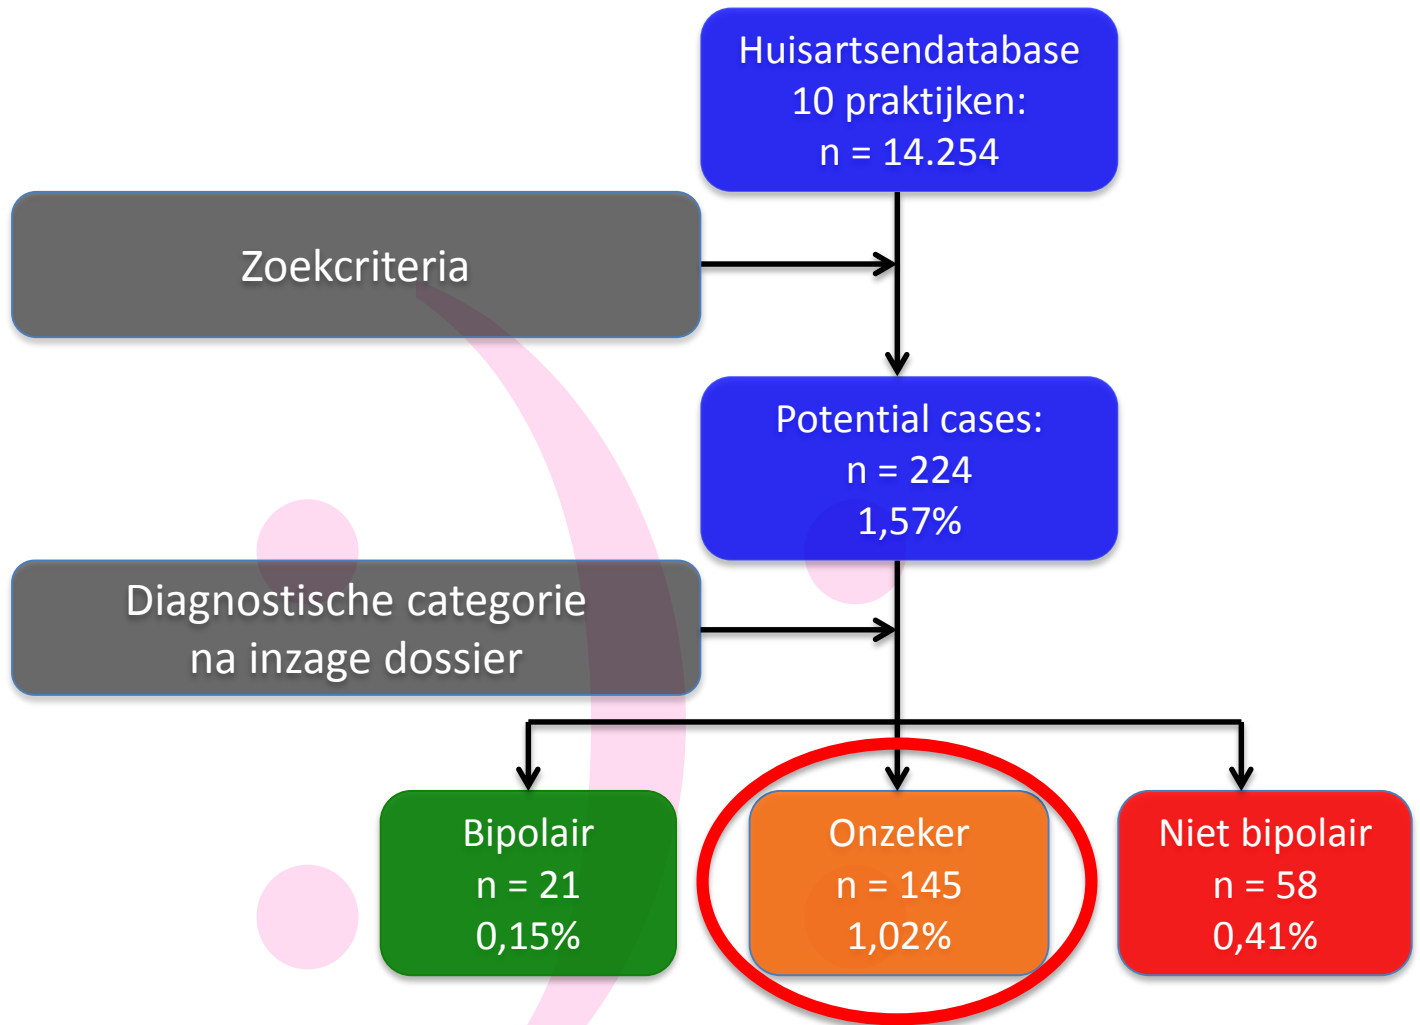 Huisartsendatabase
10 praktijken:
n = 14.254
Zoekcriteria
Potential cases:
n = 224
1,57%
Diagnostische categorie
na inzage dossier
Bipolair
n = 21
0,15%
Onzeker
n = 145
1,02%
Niet bipolair
n = 58
0,41%